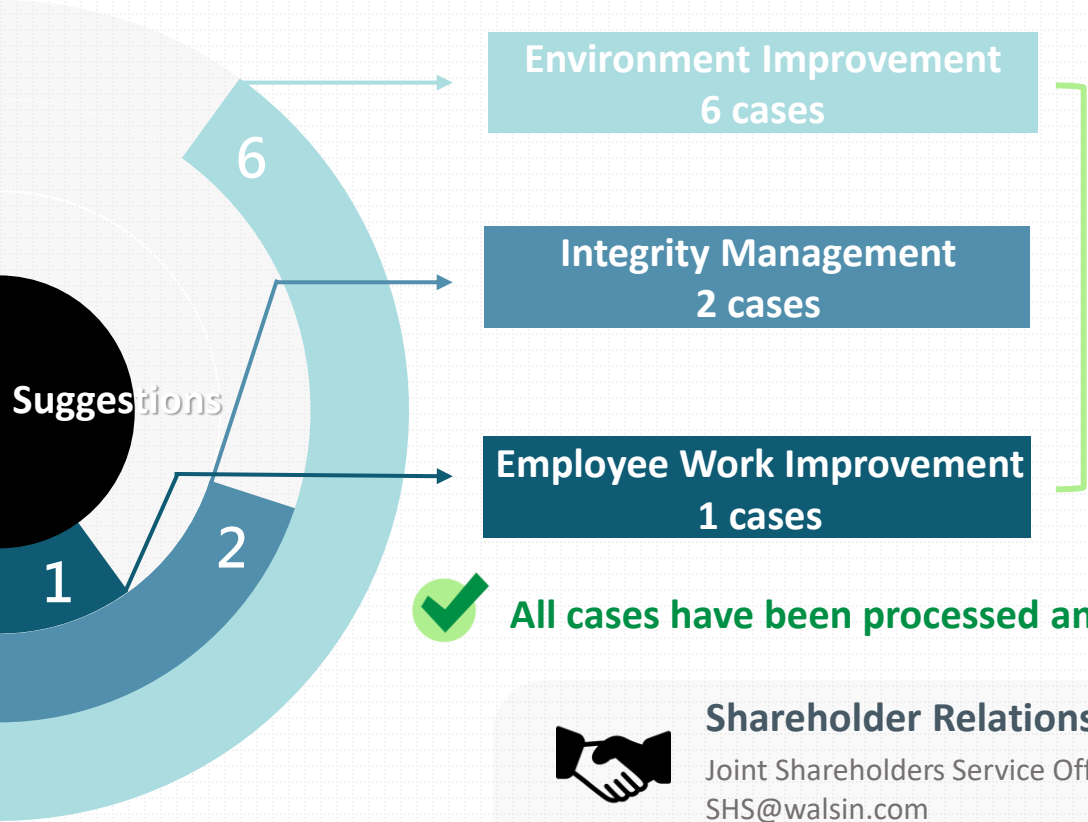 Environment Improvement
6 cases
6
Integrity Management
2 cases
Suggestions
Employee Work Improvement
1 cases
2
1
All cases have been processed an
Shareholder Relations
Joint Shareholders Service Off
SHS@walsin.com